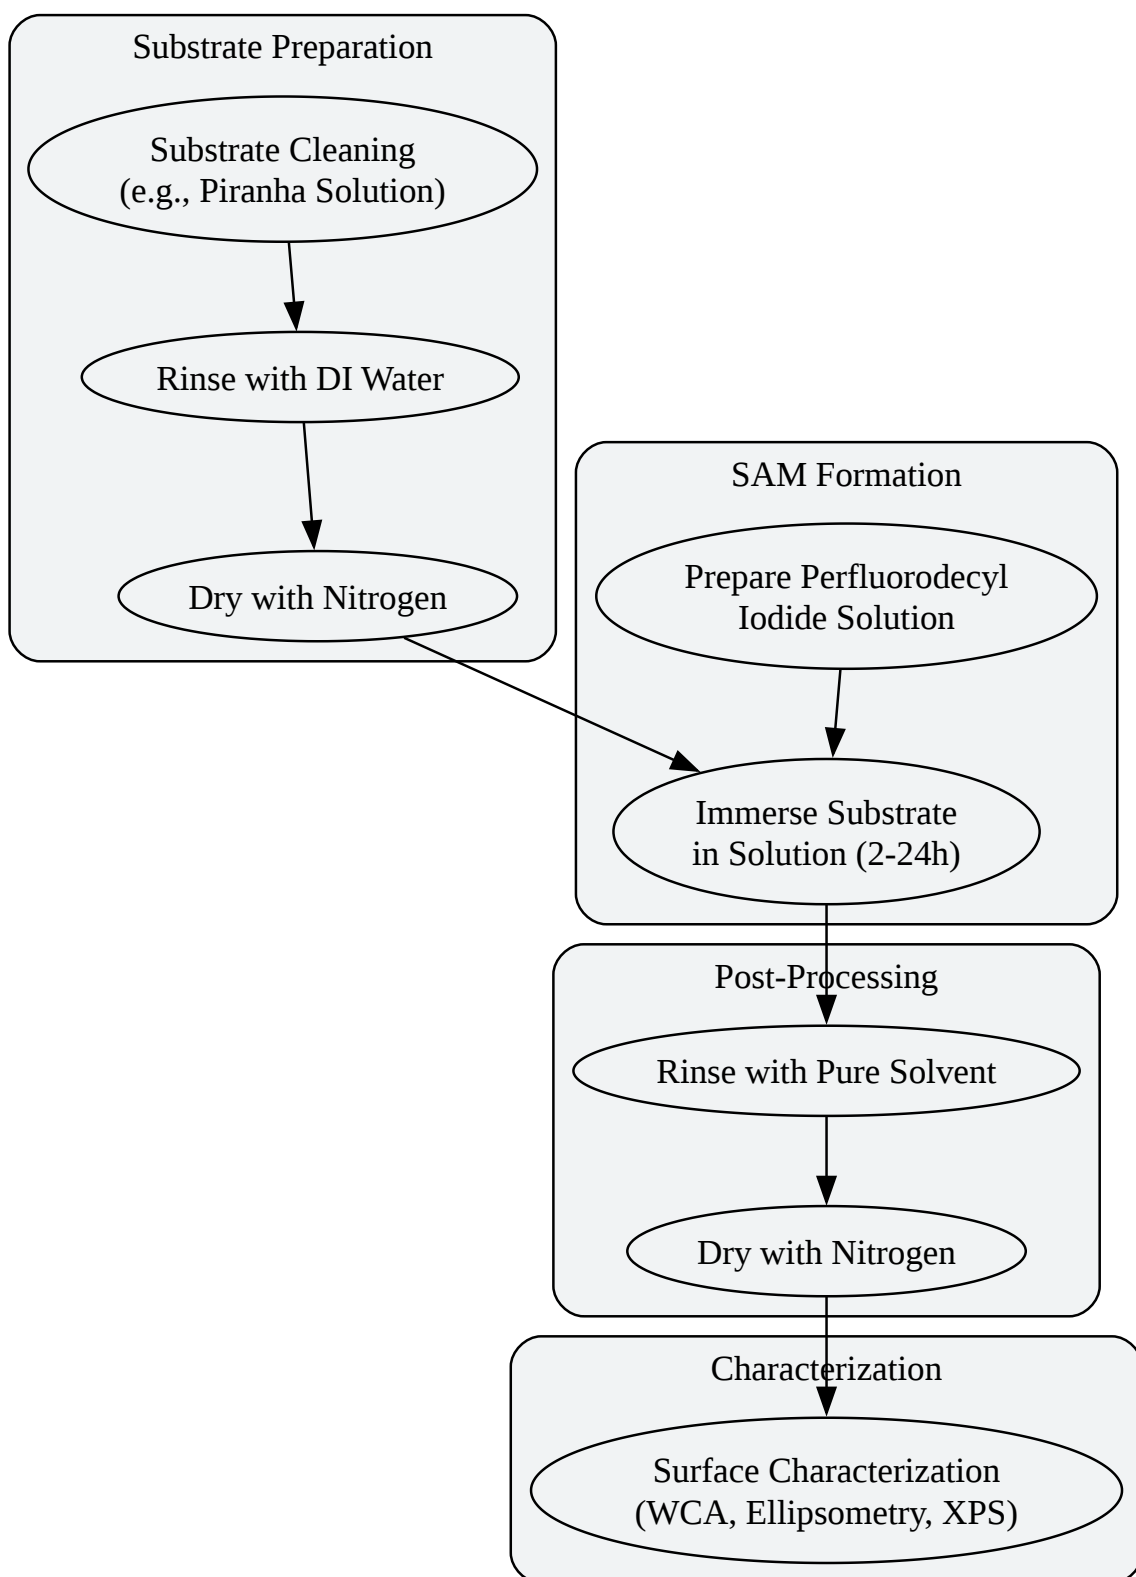 Substrate Preparation
Substrate Cleaning
(e.g., Piranha Solution)
Rinse with DI Water
Dry with Nitrogen
SAM Formation
Prepare Perfluorodecyl
Iodide Solution
Immerse Substrate
in Solution (2-24h)
Post-Processing
Rinse with Pure Solvent
Dry with Nitrogen
Characterization
Surface Characterization
(WCA, Ellipsometry, XPS)